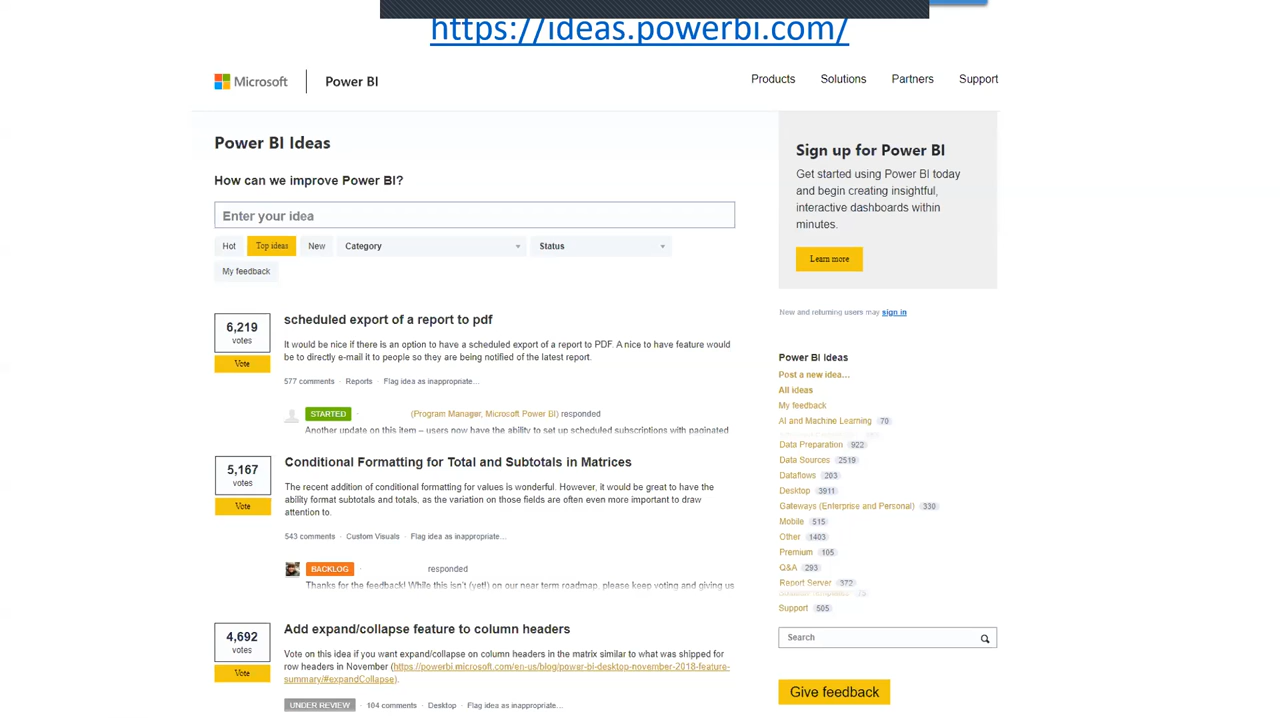 https://ideas.powerbi.com/
Microsoft
Power BI
Products
Solutions
Partners
Support
Power BI Ideas
How can we improve Power BI?
Enter your idea
Hot
Top ideas
New
Category
Status
My feedback
6,219
votes
Vote
scheduled export of a report to pdf
It would be nice if there is an option to have a scheduled export of a report to PDF. A nice to have feature would
be to directly e-mail it to people so they are being notified of the latest report.
577 comments · Reports · Flag idea as inappropriate...
STARTED · (Program Manager, Microsoft Power BI) responded
Another update on this item – users now have the ability to set up scheduled subscriptions with paginated
5,167
votes
Vote
Conditional Formatting for Total and Subtotals in Matrices
The recent addition of conditional formatting for values is wonderful. However, it would be great to have the
ability format subtotals and totals, as the variation on those fields are often even more important to draw
attention to.
543 comments · Custom Visuals · Flag idea as inappropriate...
BACKLOG · responded
Thanks for the feedback! While this isn't (yet!) on our near term roadmap, please keep voting and giving us
4,692
votes
Vote
Add expand/collapse feature to column headers
Vote on this idea if you want expand/collapse on column headers in the matrix similar to what was shipped for
row headers in November (https://powerbi.microsoft.com/en-us/blog/power-bi-desktop-november-2018-feature-
summary/#expandCollapse).
UNDER REVIEW · 104 comments · Desktop · Flag idea as inappropriate...
Sign up for Power BI
Get started using Power BI today
and begin creating insightful,
interactive dashboards within
minutes.
Learn more
New and returning users may sign in
Power BI Ideas
Post a new idea...
All ideas
My feedback
AI and Machine Learning 70
Data Preparation 922
Data Sources 2519
Dataflows 203
Desktop 3911
Gateways (Enterprise and Personal) 330
Mobile 515
Other 1403
Premium 105
Q&A 293
Report Server 372
Support 505
Search
Give feedback